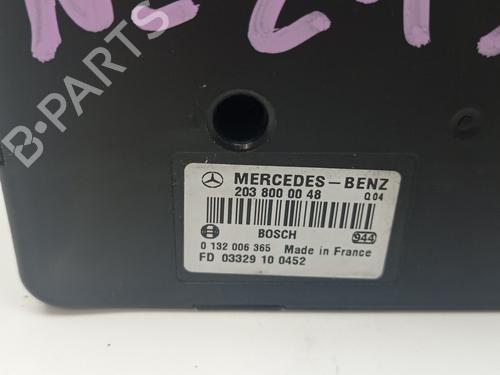 B-PARTS
MERCEDES-BENZ
203 800 00 48 Q.04
BOSCH 944
0 132 006 365 Made in France
FD 03329 10 0452